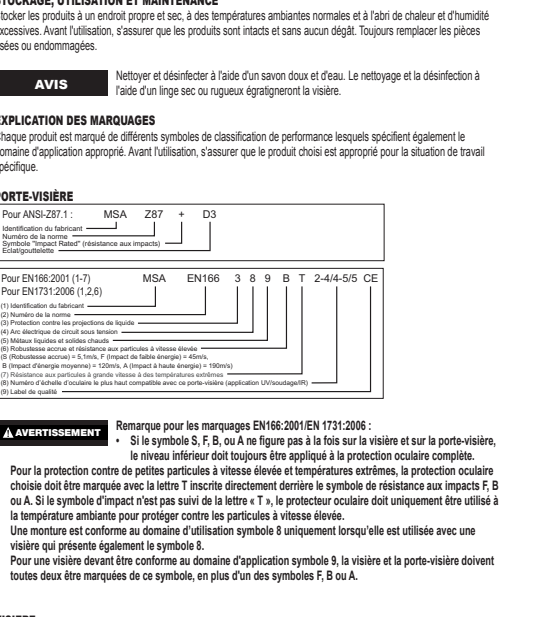 STOCKAGE, UTILISATION ET MAINTENANCE
Stocker les produits à un endroit propre et sec, à des températures ambiantes normales et à l'abri de chaleur et d'humidité
excessives. Avant l'utilisation, s'assurer que les produits sont intacts et sans aucun dégât. Toujours remplacer les pièces
usées ou endommagées.
AVIS
Nettoyer et désinfecter à l'aide d'un savon doux et d'eau. Le nettoyage et la désinfection à
l'aide d'un linge sec ou rugueux égratigneront la visière.
EXPLICATION DES MARQUAGES
Chaque produit est marqué de différents symboles de classification de performance lesquels spécifient également le
domaine d'application approprié. Avant l'utilisation, s'assurer que le produit choisi est approprié pour la situation de travail
spécifique.
PORTE-VISIÈRE
Pour ANSI-Z87.1 : MSA Z87 + D3
Identification du fabricant
Numéro de la norme
Symbole "Impact Rated" (résistance aux impacts)
Eclat/gouttelette
Pour EN166:2001 (1-7) MSA EN166 3 8 9 B T 2-4/4-5/5 CE
Pour EN1731:2006 (1,2,6)
(1) Identification du fabricant
(2) Numéro de la norme
(3) Protection contre les projections de liquide
(4) Arc électrique de circuit sous tension
(5) Métaux liquides et solides chauds
(6) Robustesse accrue et résistance aux particules à vitesse élevée
(S (Robustesse accrue) = 5,1m/s, F (Impact de faible énergie) = 45m/s,
B (Impact d'énergie moyenne) = 120m/s, A (Impact à haute énergie) = 190m/s)
(7) Résistance aux particules à grande vitesse à des températures extrêmes
(8) Numéro d'échelle d'oculaire le plus haut compatible avec ce porte-visière (application UV/soudage/IR)
(9) Label de qualité
AVERTISSEMENT
Remarque pour les marquages EN166:2001/EN 1731:2006 :
• Si le symbole S, F, B, ou A ne figure pas à la fois sur la visière et sur la porte-visière,
le niveau inférieur doit toujours être appliqué à la protection oculaire complète.
Pour la protection contre de petites particules à vitesse élevée et températures extrêmes, la protection oculaire
choisie doit être marquée avec la lettre T inscrite directement derrière le symbole de résistance aux impacts F, B
ou A. Si le symbole d'impact n'est pas suivi de la lettre « T », le protecteur oculaire doit uniquement être utilisé à
la température ambiante pour protéger contre les particules à vitesse élevée.
Une monture est conforme au domaine d'utilisation symbole 8 uniquement lorsqu'elle est utilisée avec une
visière qui présente également le symbole 8.
Pour une visière devant être conforme au domaine d'application symbole 9, la visière et la porte-visière doivent
toutes deux être marquées de ce symbole, en plus d'un des symboles F, B ou A.